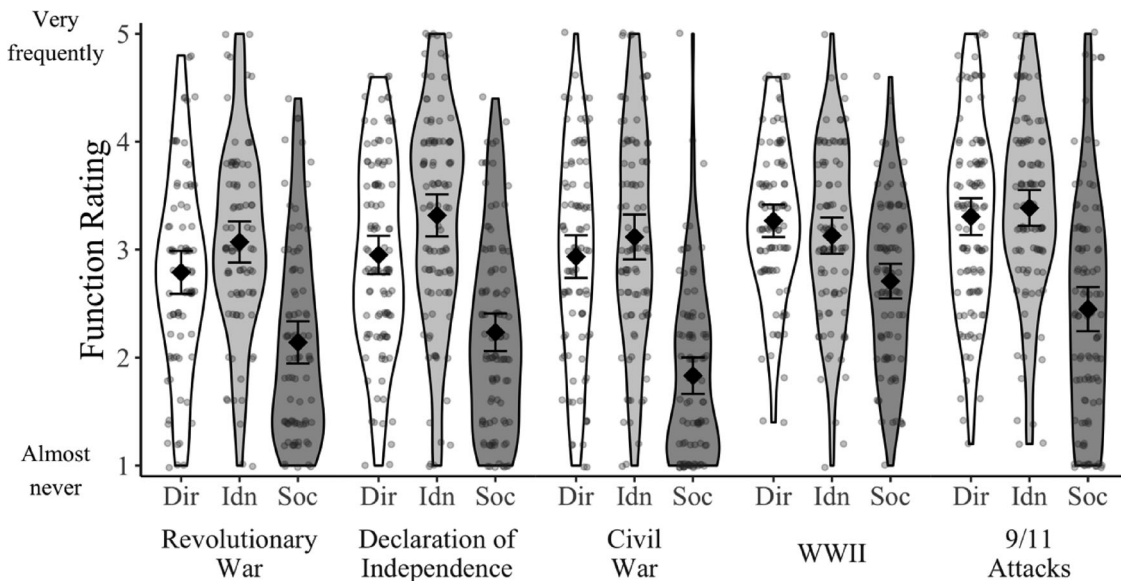 Very
frequently
5
4
3
2
1
Function Rating
Almost
never
Dir Idn Soc Dir Idn Soc Dir Idn Soc Dir Idn Soc Dir Idn Soc
Revolutionary
War
Declaration of
Independence
Civil
War
WWII
9/11
Attacks